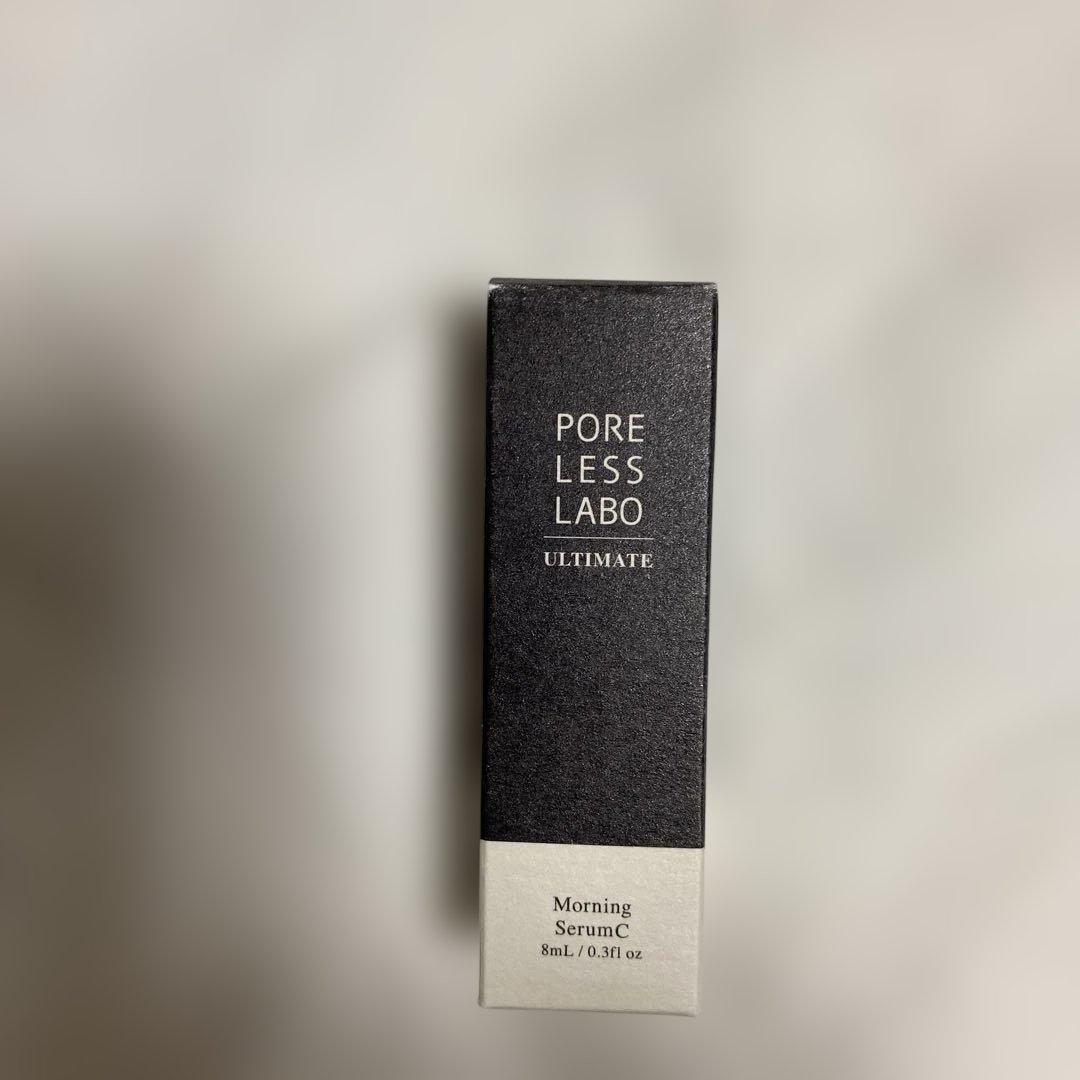 PORE
LESS
LABO
ULTIMATE
Morning
SerumC
8mL / 0.3fl oz